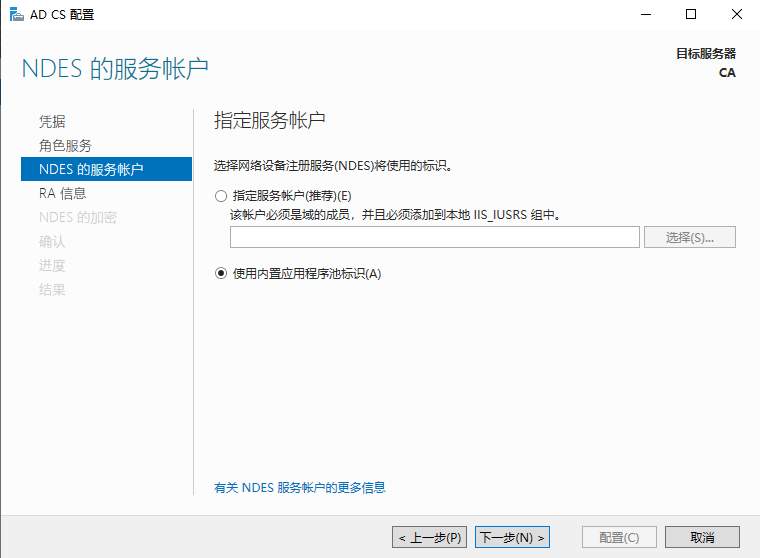 AD CS 配置
NDES 的服务帐户
目标服务器
CA
凭据
角色服务
NDES 的服务帐户
RA 信息
NDES 的加密
确认
进度
结果
指定服务帐户
选择网络设备注册服务(NDES)将使用的标识。
指定服务帐户(推荐)(E)
该帐户必须是域的成员，并且必须添加到本地 IIS_IUSRS 组中。
选择(S)...
使用内置应用程序池标识(A)
有关 NDES 服务帐户的更多信息
< 上一步(P)
下一步(N) >
配置(C)
取消